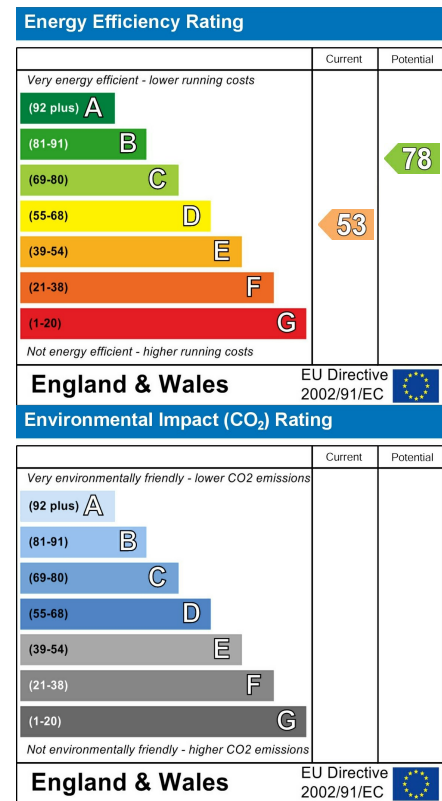 Energy Efficiency Rating
Current Potential
Very energy efficient - lower running costs
(92 plus) A
(81-91) B
(69-80) C
(55-68) D
(39-54) E
(21-38) F
(1-20) G
78
53
Not energy efficient - higher running costs
England & Wales
EU Directive
2002/91/EC
Environmental Impact (CO₂) Rating
Current Potential
Very environmentally friendly - lower CO2 emissions
(92 plus) A
(81-91) B
(69-80) C
(55-68) D
(39-54) E
(21-38) F
(1-20) G
Not environmentally friendly - higher CO2 emissions
England & Wales
EU Directive
2002/91/EC